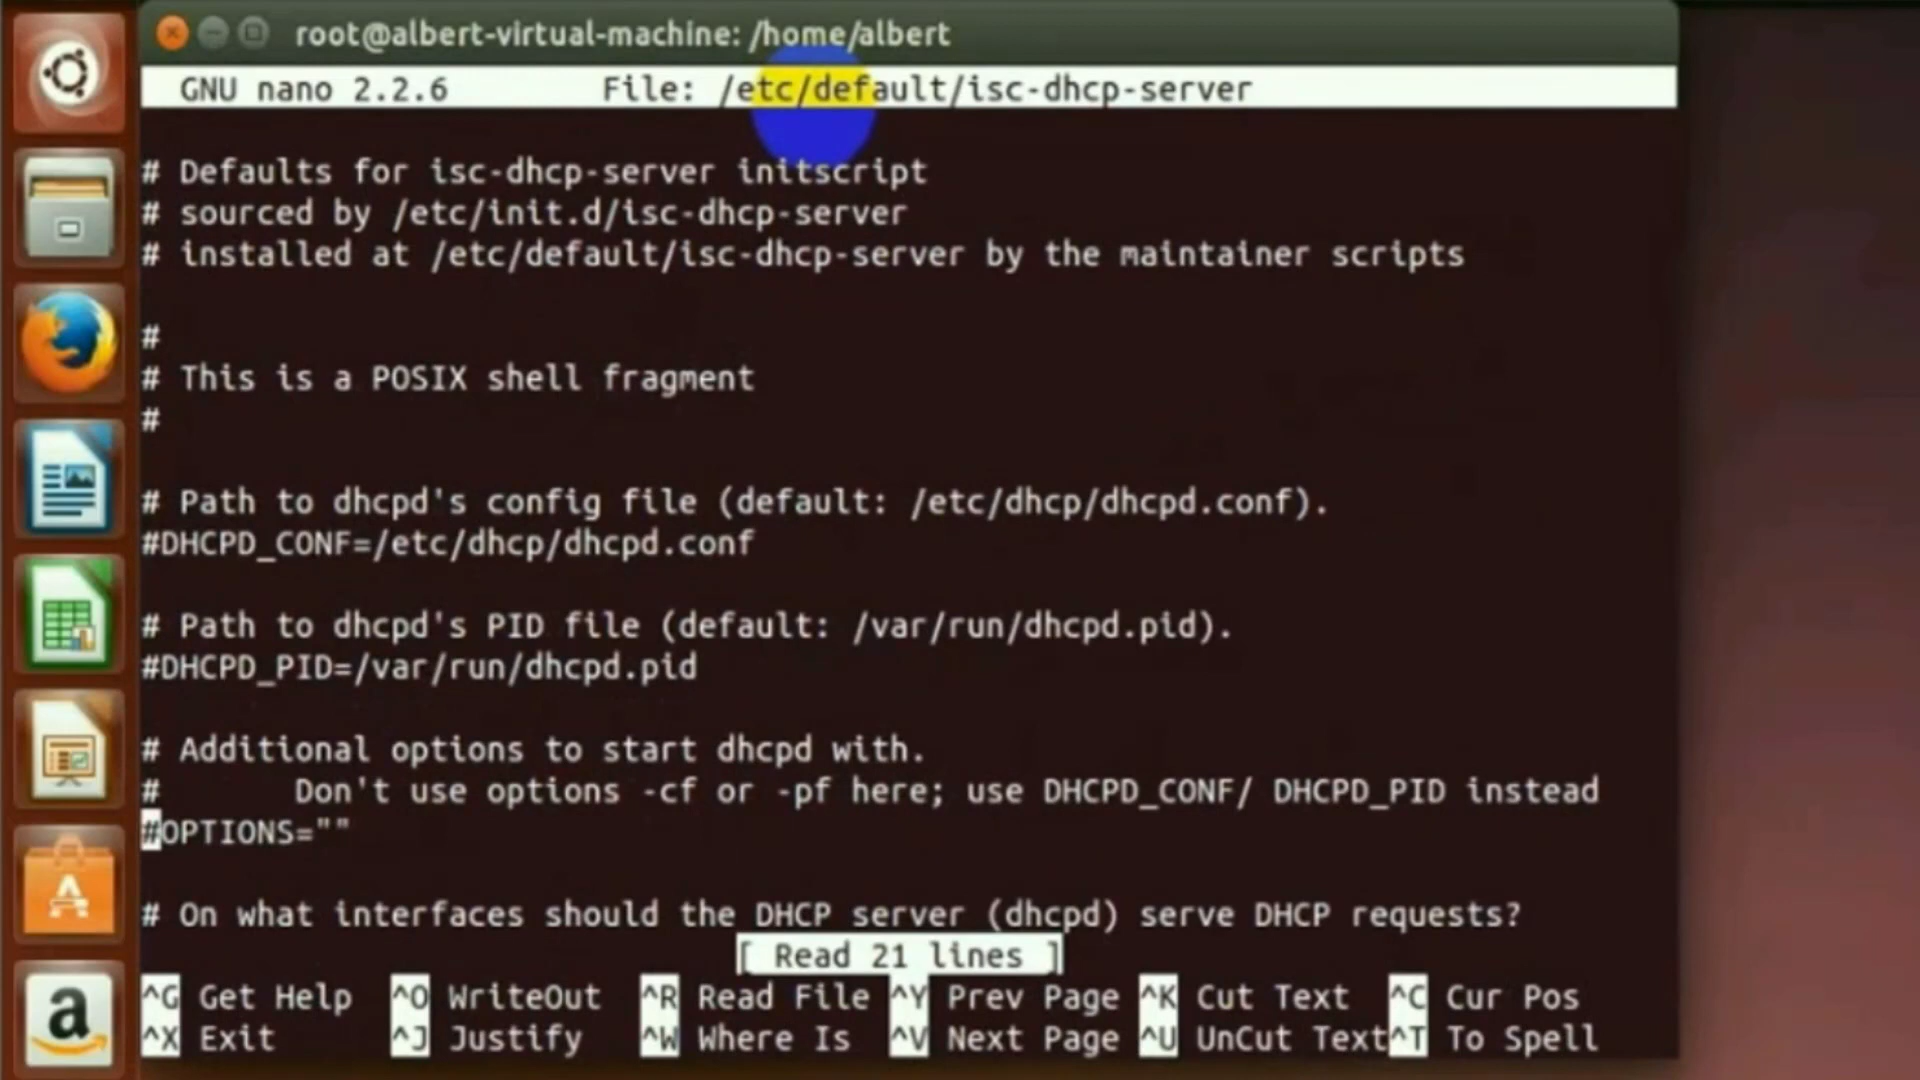 root@albert-virtual-machine: /home/albert
GNU nano 2.2.6 File: /etc/default/isc-dhcp-server
# Defaults for isc-dhcp-server initscript
# sourced by /etc/init.d/isc-dhcp-server
# installed at /etc/default/isc-dhcp-server by the maintainer scripts
#
# This is a POSIX shell fragment
#
# Path to dhcpd's config file (default: /etc/dhcp/dhcpd.conf).
#DHCPD_CONF=/etc/dhcp/dhcpd.conf
# Path to dhcpd's PID file (default: /var/run/dhcpd.pid).
#DHCPD_PID=/var/run/dhcpd.pid
# Additional options to start dhcpd with.
#       Don't use options -cf or -pf here; use DHCPD_CONF/ DHCPD_PID instead
#OPTIONS=""
# On what interfaces should the DHCP server (dhcpd) serve DHCP requests?
[ Read 21 lines ]
^G Get Help ^O WriteOut ^R Read File ^Y Prev Page ^K Cut Text ^C Cur Pos
^X Exit ^J Justify ^W Where Is ^V Next Page ^U UnCut Text^T To Spell